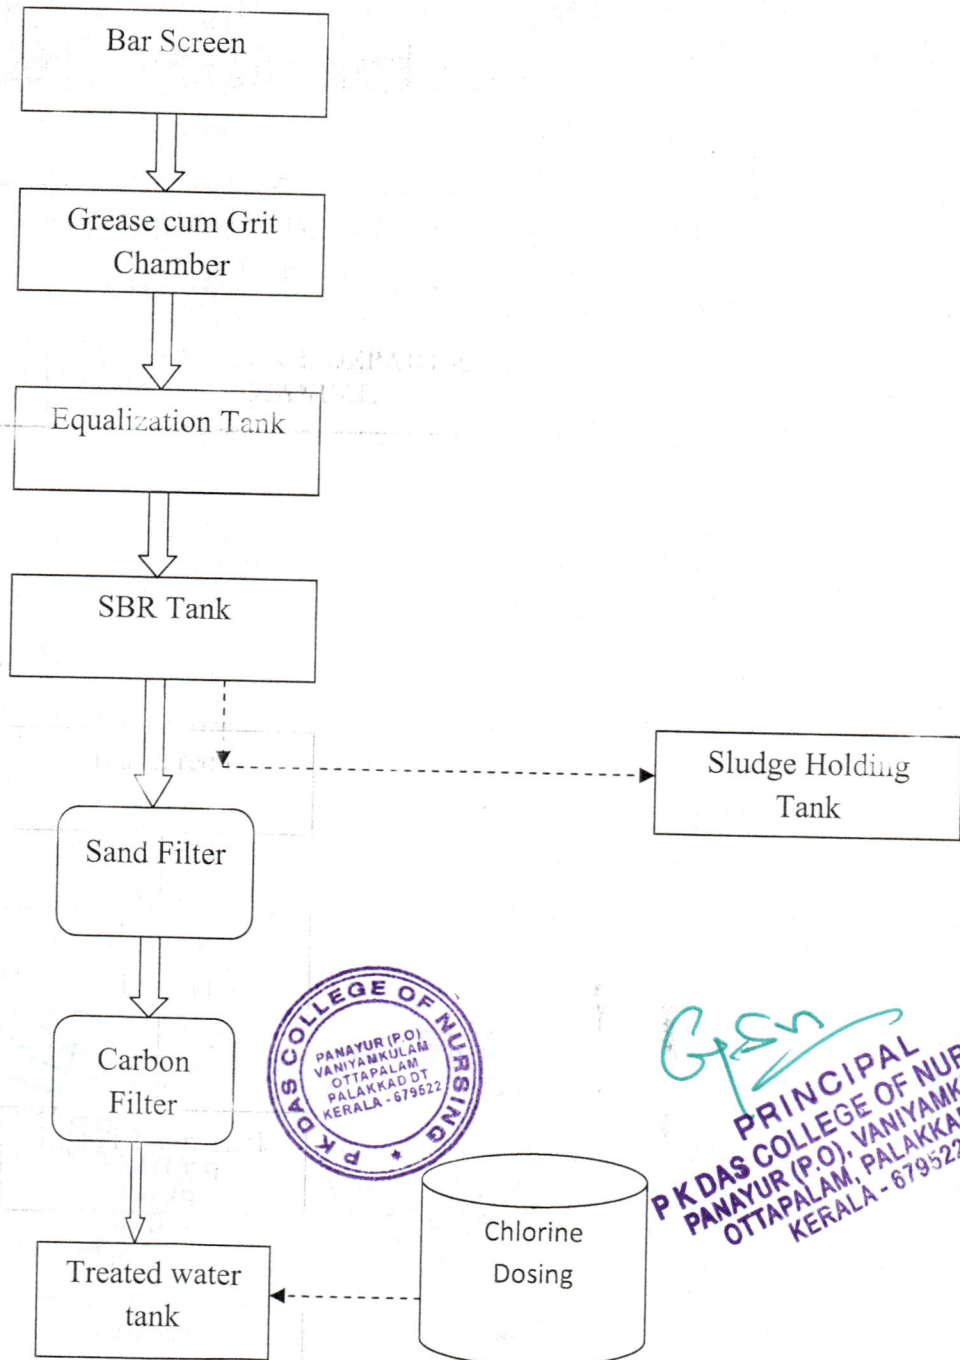 Bar Screen
Grease cum Grit
Chamber
Equalization Tank
SBR Tank
Sludge Holding
Tank
Sand Filter
Carbon
Filter
P K DAS COLLEGE OF NURSING
PANAYUR (P.O)
VANIYAMKULAM
OTTAPALAM
PALAKKAD DT
KERALA - 679522
PRINCIPAL
P K DAS COLLEGE OF NUR
PANAYUR (P.O), VANIYAMK
OTTAPALAM, PALAKKA
KERALA - 679522
Chlorine
Dosing
Treated water
tank